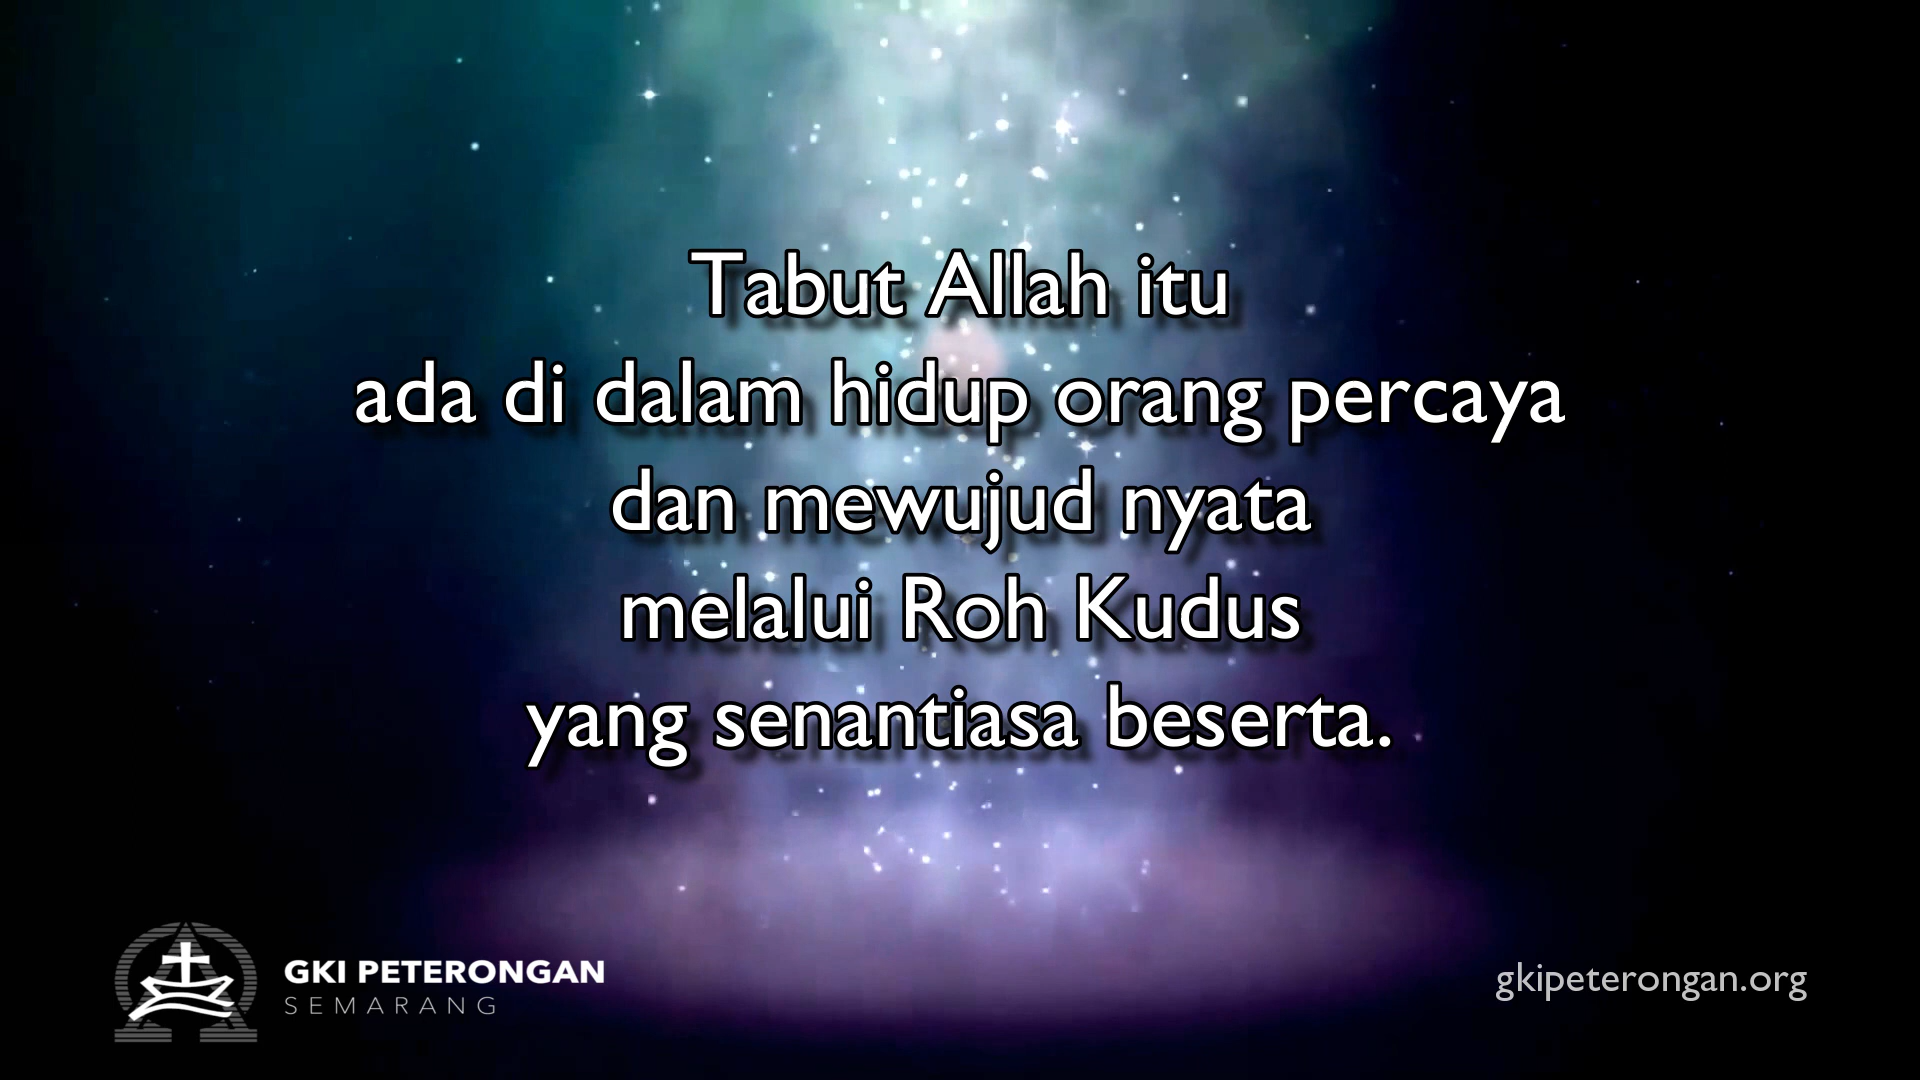 Tabut Allah itu
ada di dalam hidup orang percaya
dan mewujud nyata
melalui Roh Kudus
yang senantiasa beserta.
GKI PETERONGAN
SEMARANG
gkipeterongan.org